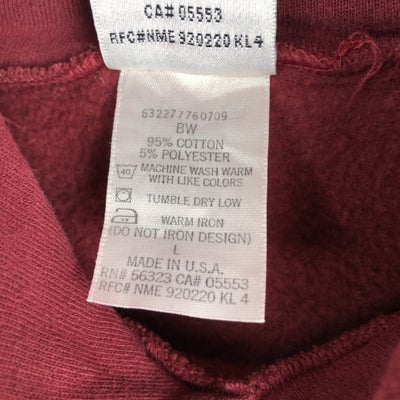 CA# 05553
RFC#NME 920220 KL4
632277760709
BW
95% COTTON
5% POLYESTER
40 MACHINE WASH WARM
WITH LIKE COLORS
TUMBLE DRY LOW
WARM IRON
(DO NOT IRON DESIGN)
L
MADE IN U.S.A.
RN# 56323 CA# 05553
RFC# NME 920220 KL 4